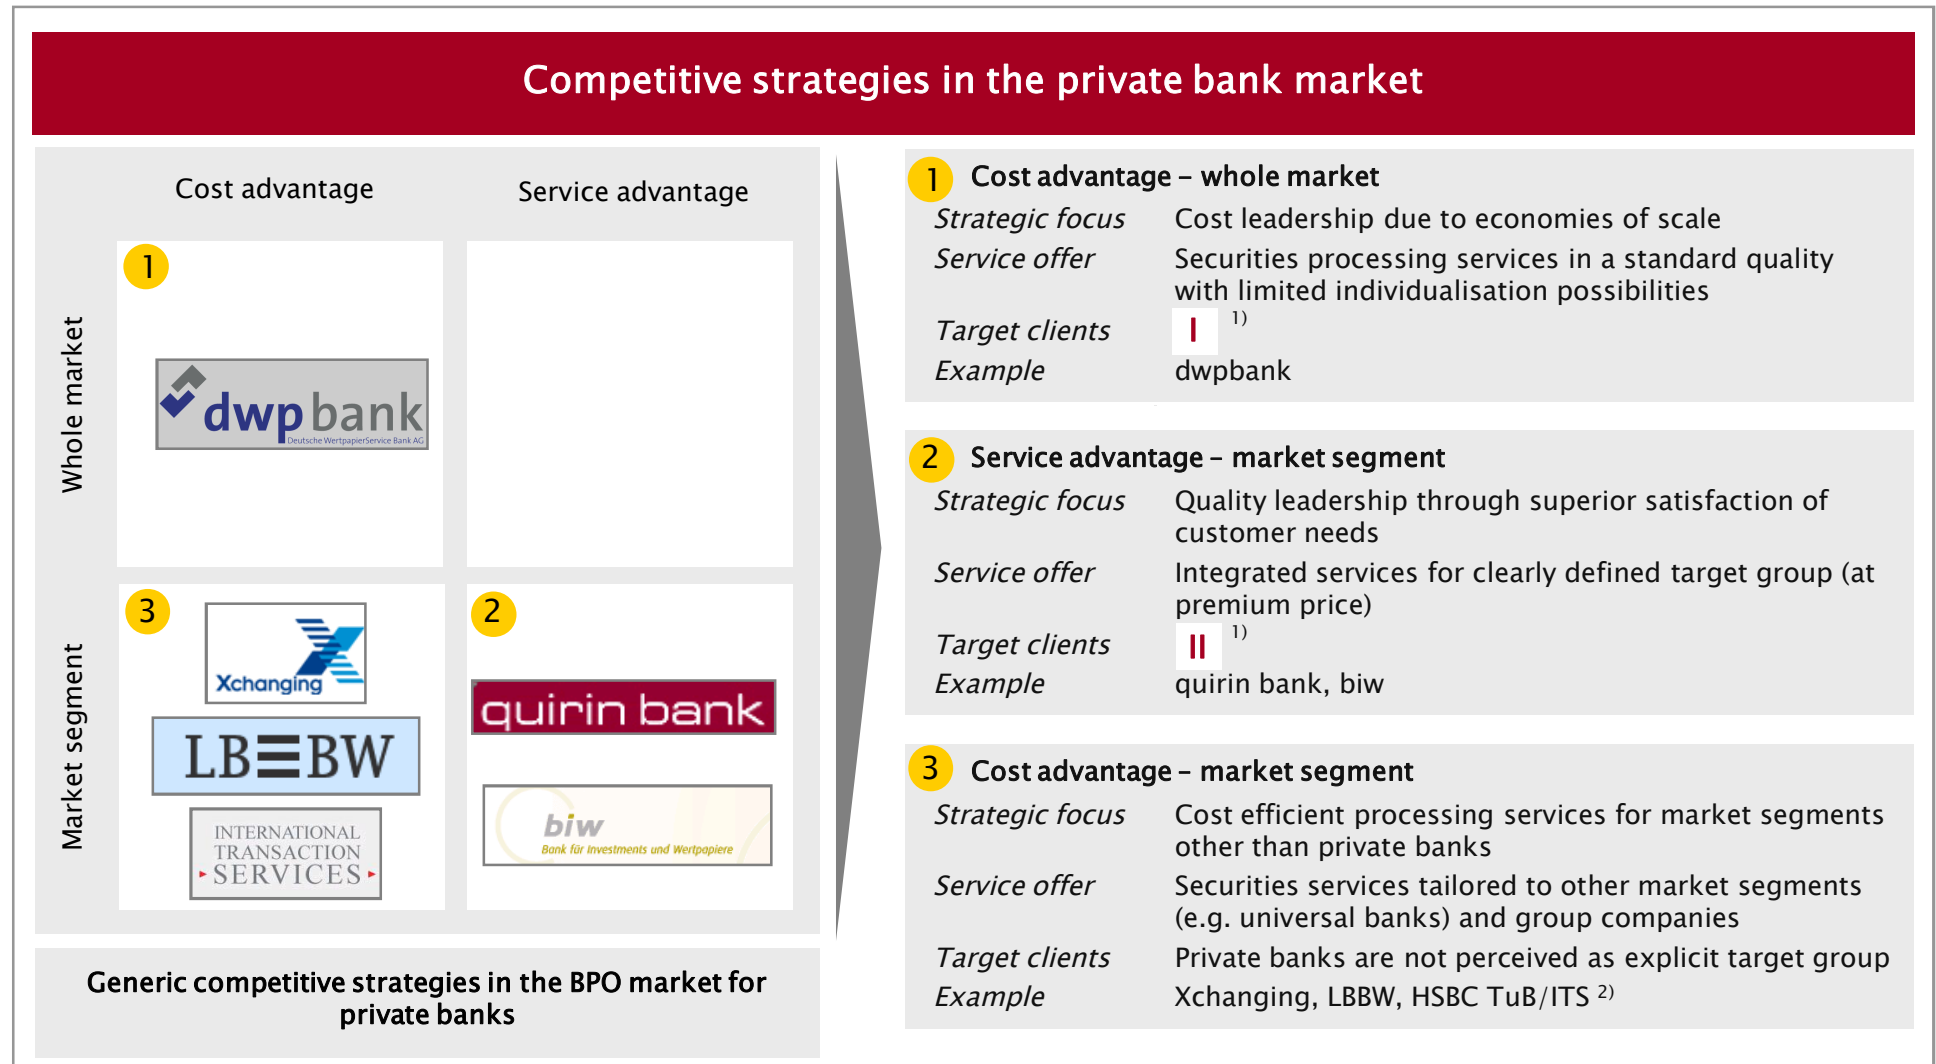 Competitive strategies in the private bank market
Cost advantage
Service advantage
Whole market
Market segment
1
dwpbank
Deutsche WertpapierService Bank AG
3
Xchanging
LBBW
INTERNATIONAL
TRANSACTION
SERVICES
2
quirin bank
biw
Bank für Investments und Wertpapiere
Generic competitive strategies in the BPO market for
private banks
1 Cost advantage – whole market
Strategic focus Cost leadership due to economies of scale
Service offer Securities processing services in a standard quality
with limited individualisation possibilities
Target clients I 1)
Example dwpbank
2 Service advantage – market segment
Strategic focus Quality leadership through superior satisfaction of
customer needs
Service offer Integrated services for clearly defined target group (at
premium price)
Target clients II 1)
Example quirin bank, biw
3 Cost advantage – market segment
Strategic focus Cost efficient processing services for market segments
other than private banks
Service offer Securities services tailored to other market segments
(e.g. universal banks) and group companies
Target clients Private banks are not perceived as explicit target group
Example Xchanging, LBBW, HSBC TuB/ITS 2)